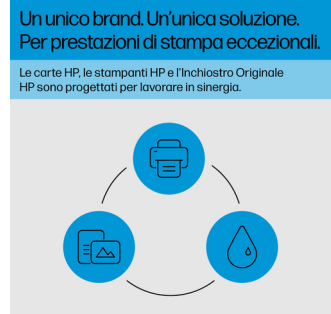 Un unico brand. Un'unica soluzione.
Per prestazioni di stampa eccezionali.
Le carte HP, le stampanti HP e l'Inchiostro Originale
HP sono progettati per lavorare in sinergia.